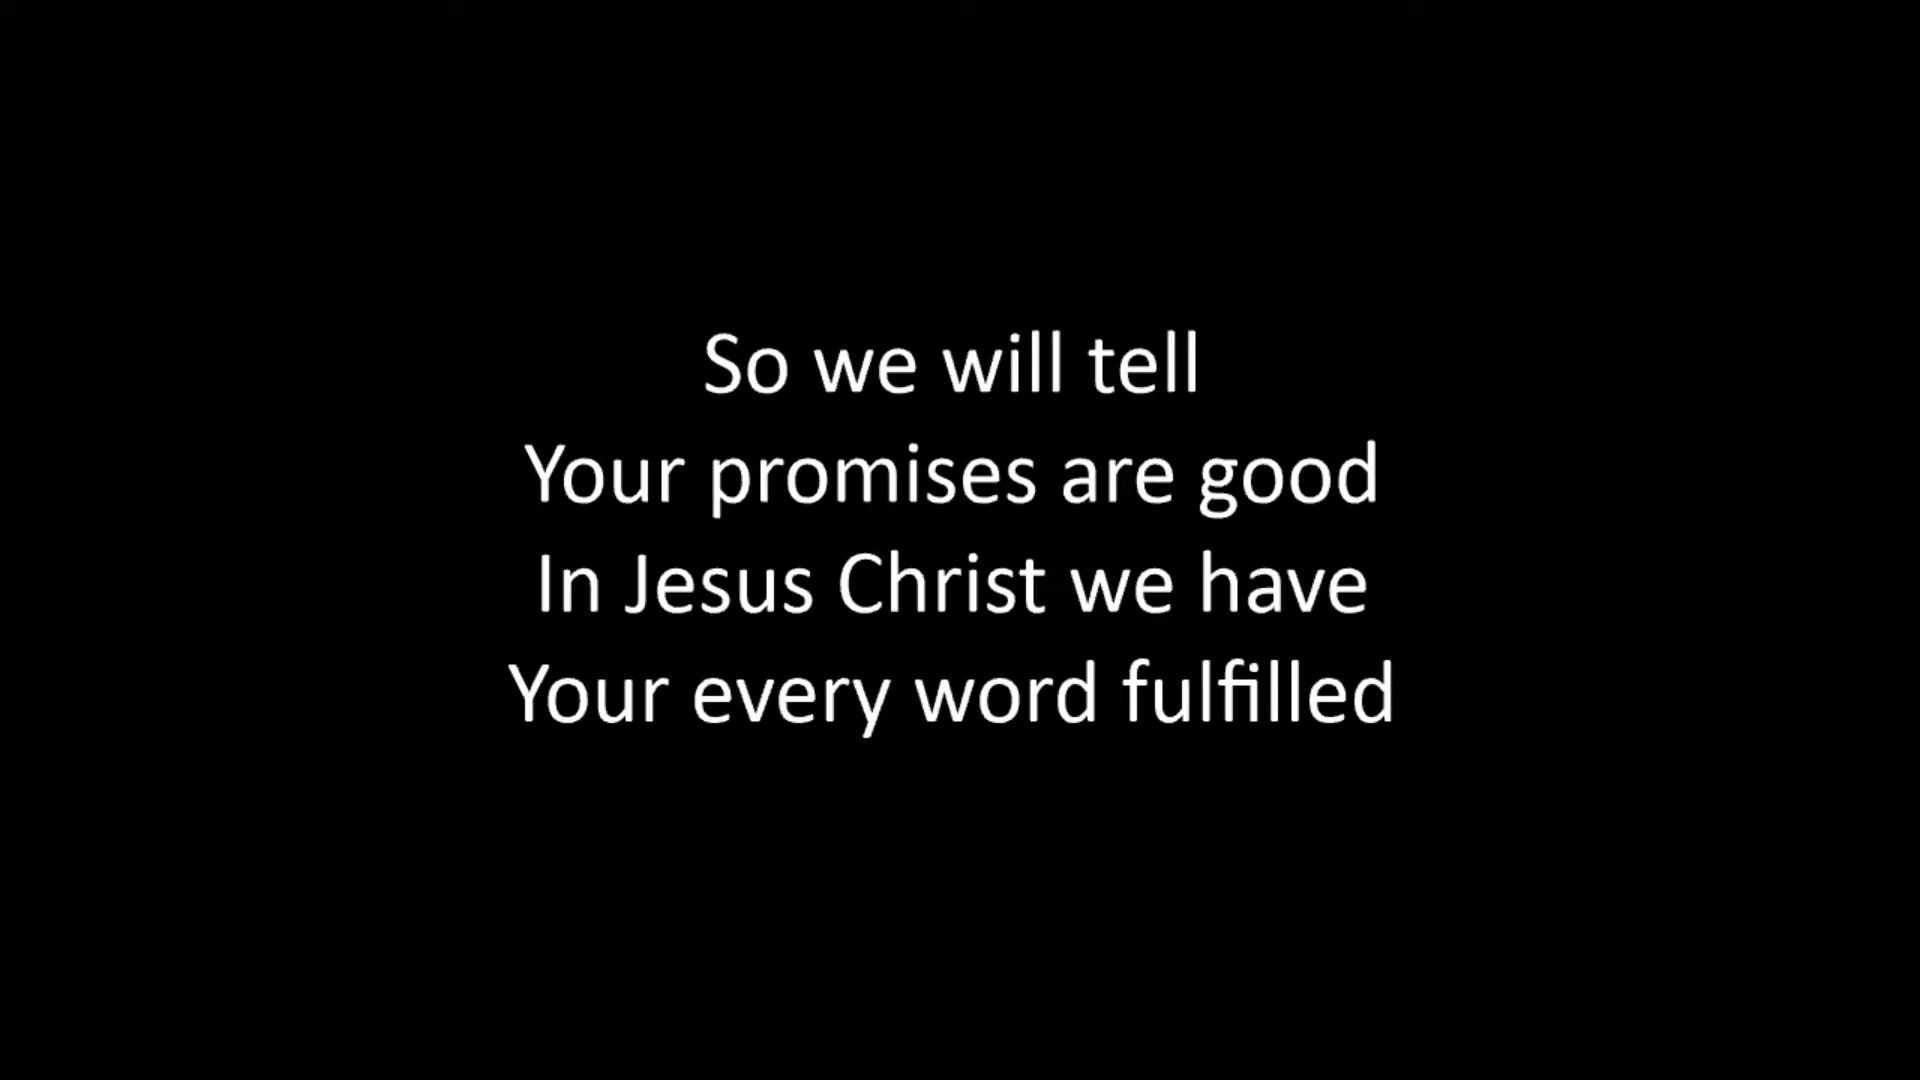 So we will tell
Your promises are good
In Jesus Christ we have
Your every word fulfilled